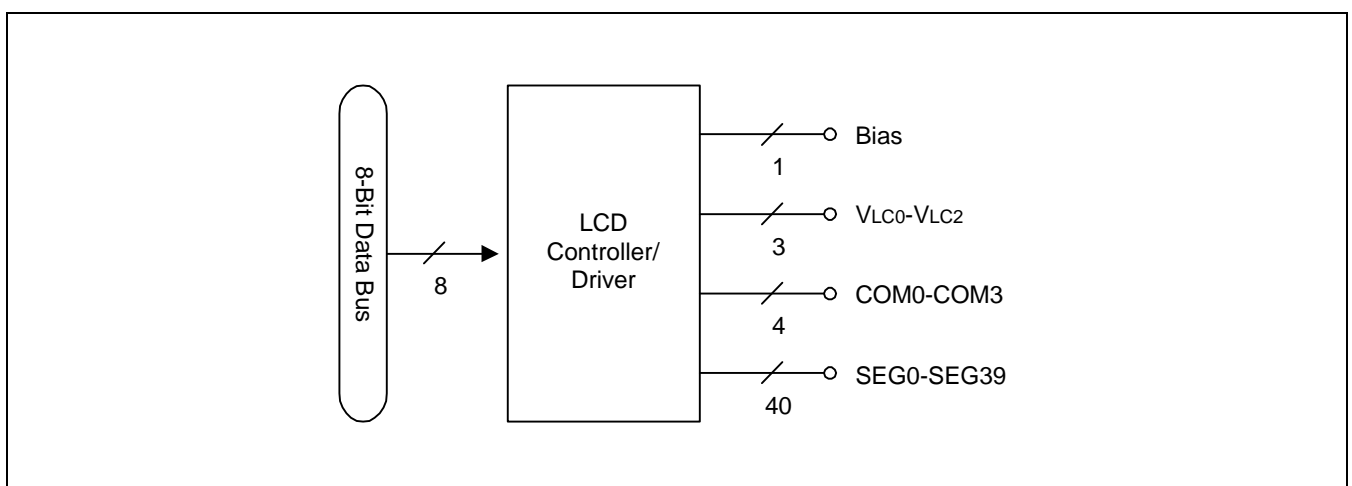 8-Bit Data Bus
8
LCD
Controller/
Driver
Bias
1
VLC0-VLC2
3
COM0-COM3
4
SEG0-SEG39
40